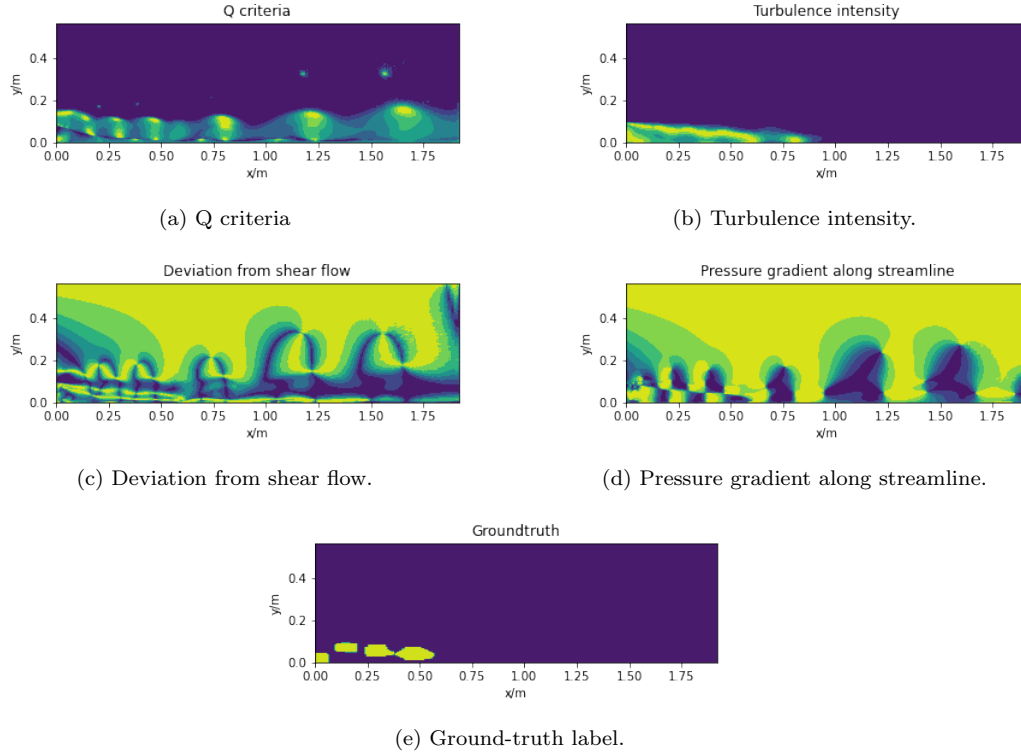 Q criteria
y/m
0.4
0.2
0.0
0.00 0.25 0.50 0.75 1.00 1.25 1.50 1.75
x/m
(a) Q criteria
Turbulence intensity
y/m
0.4
0.2
0.0
0.00 0.25 0.50 0.75 1.00 1.25 1.50 1.75
x/m
(b) Turbulence intensity.
Deviation from shear flow
y/m
0.4
0.2
0.0
0.00 0.25 0.50 0.75 1.00 1.25 1.50 1.75
x/m
(c) Deviation from shear flow.
Pressure gradient along streamline
y/m
0.4
0.2
0.0
0.00 0.25 0.50 0.75 1.00 1.25 1.50 1.75
x/m
(d) Pressure gradient along streamline.
Groundtruth
y/m
0.4
0.2
0.0
0.00 0.25 0.50 0.75 1.00 1.25 1.50 1.75
x/m
(e) Ground-truth label.